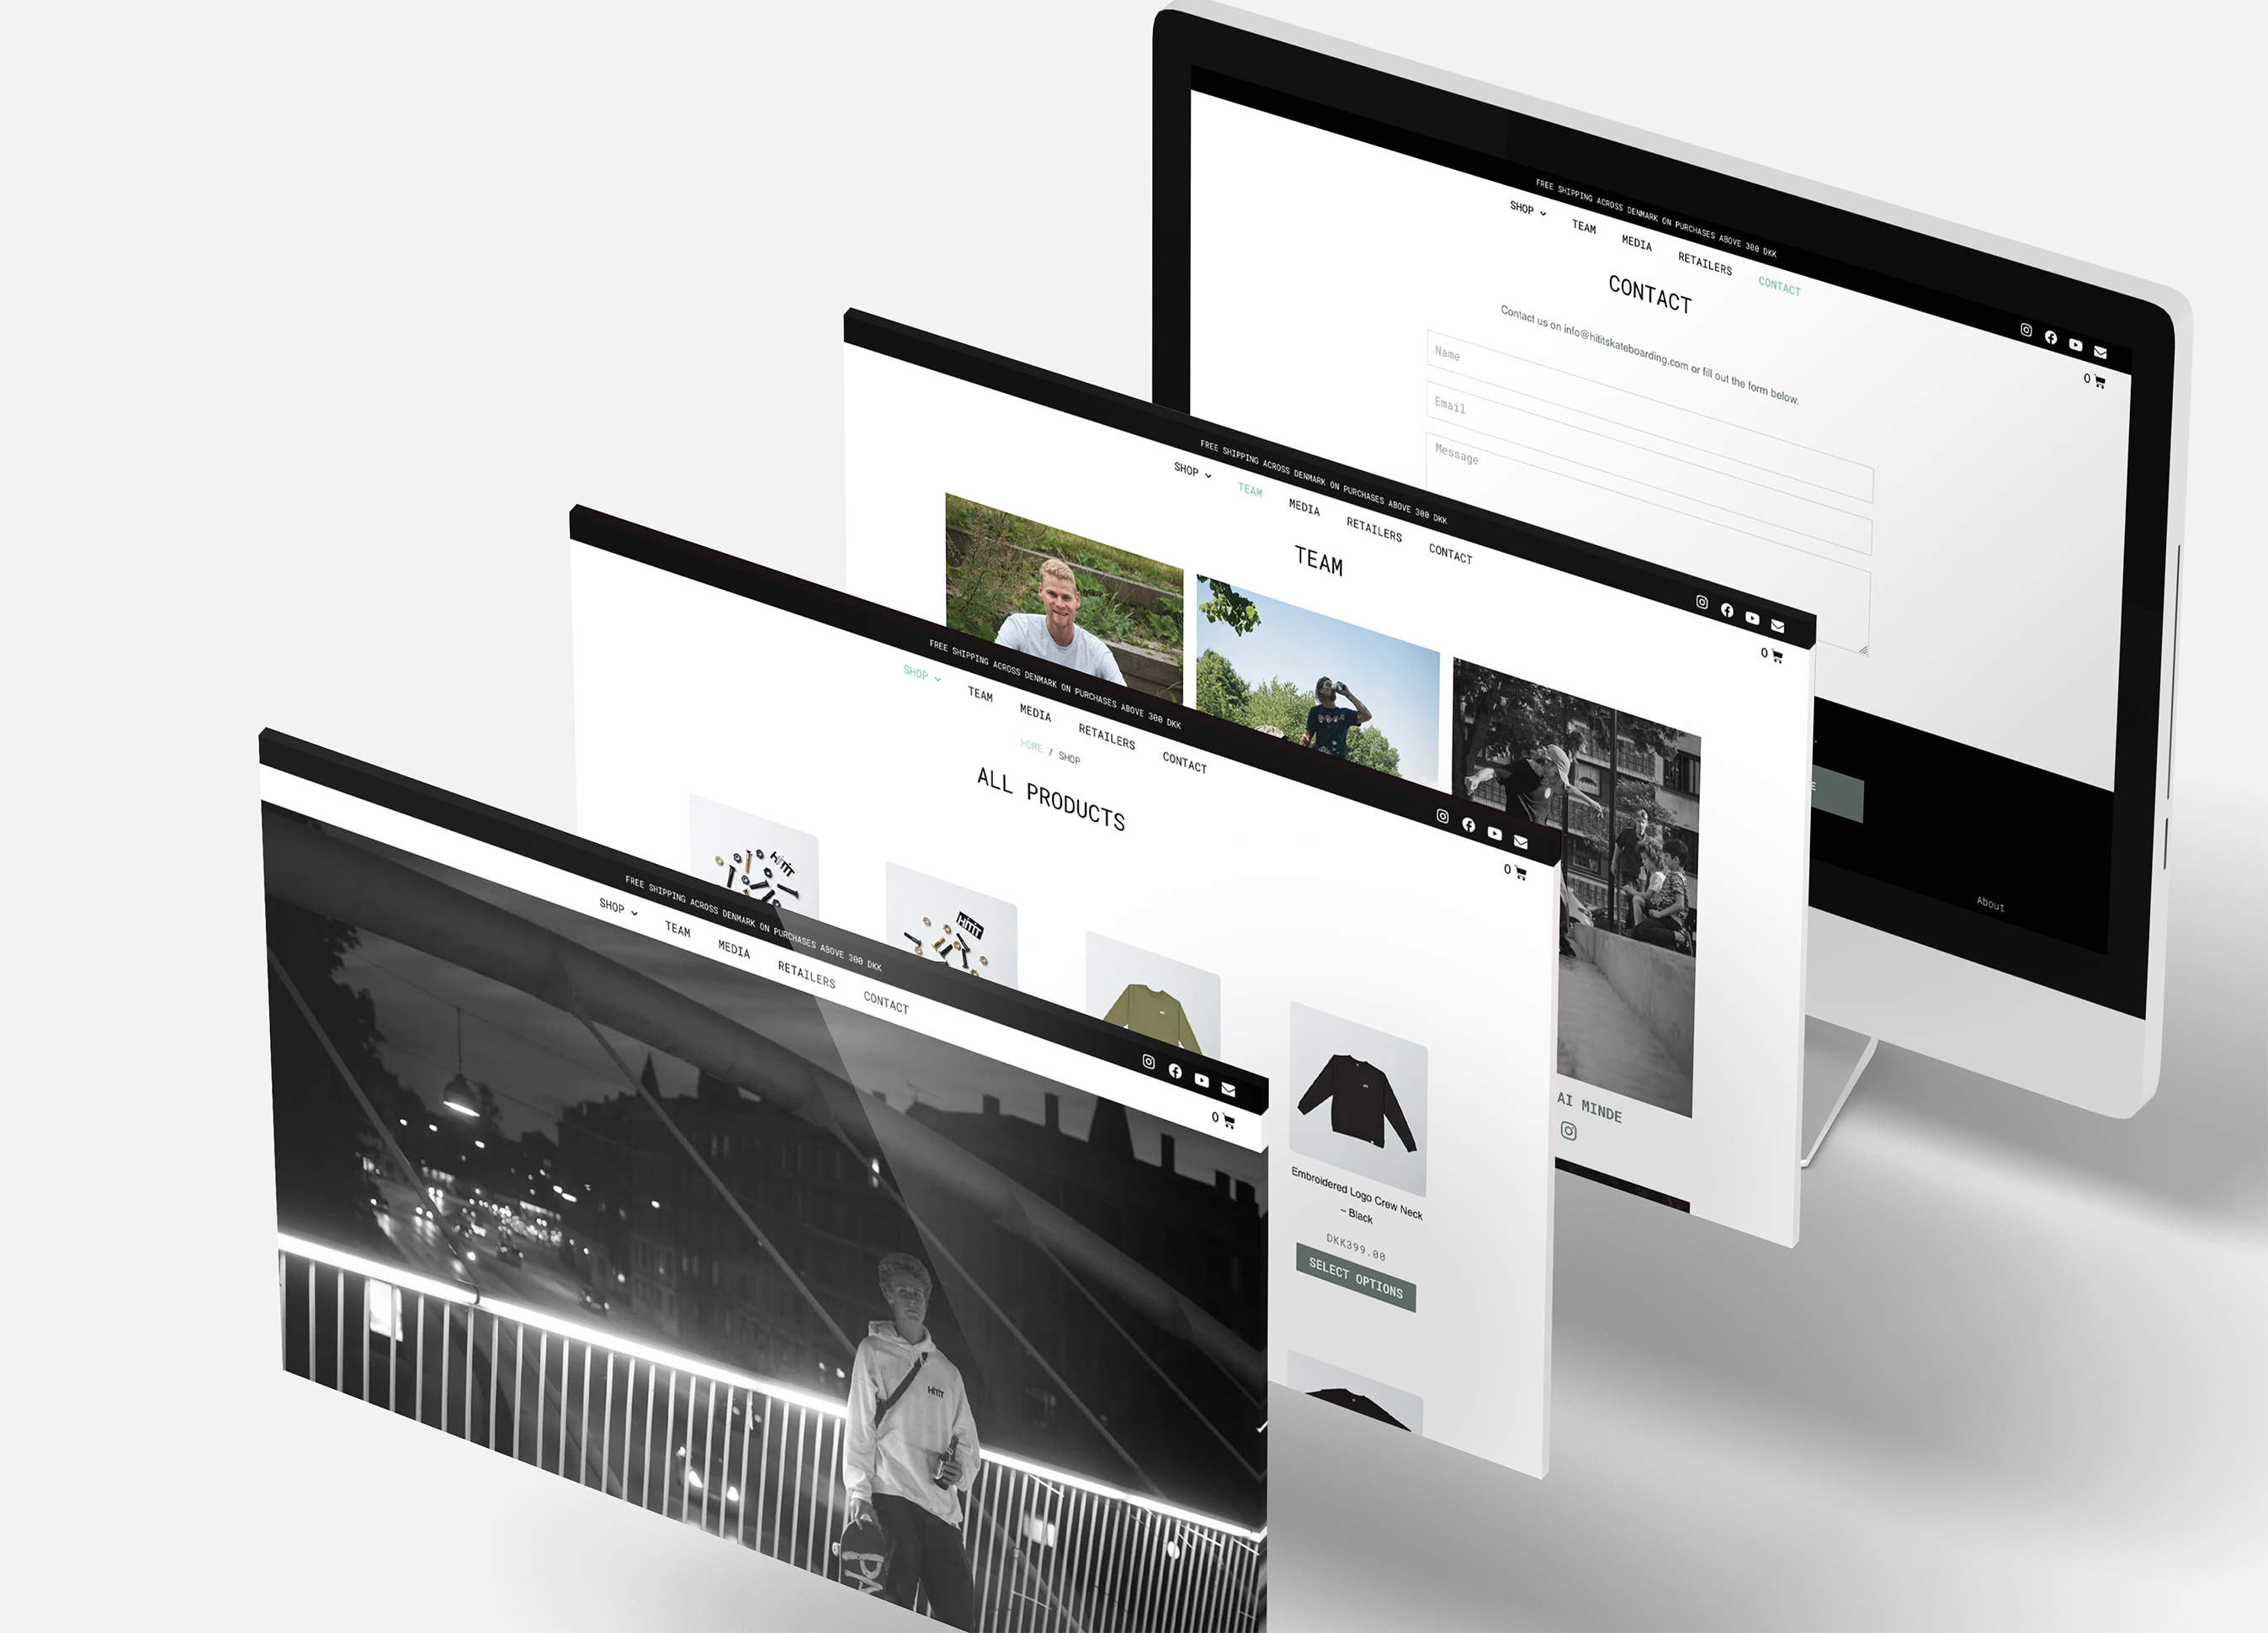 FREE SHIPPING ACROSS DENMARK ON PURCHASES ABOVE 300 DKK
SHOP TEAM MEDIA RETAILERS CONTACT
0
CONTACT
Contact us on info@hititskateboarding.com or fill out the form below.
Name
Email
Message
About
FREE SHIPPING ACROSS DENMARK ON PURCHASES ABOVE 300 DKK
SHOP TEAM MEDIA RETAILERS CONTACT
0
TEAM
AI MINDE
FREE SHIPPING ACROSS DENMARK ON PURCHASES ABOVE 300 DKK
SHOP TEAM MEDIA RETAILERS CONTACT
0
HOME / SHOP
ALL PRODUCTS
HiTiT
HiTiT
Embroidered Logo Crew Neck
– Black
DKK399.00
SELECT OPTIONS
FREE SHIPPING ACROSS DENMARK ON PURCHASES ABOVE 300 DKK
SHOP TEAM MEDIA RETAILERS CONTACT
0
HiTiT